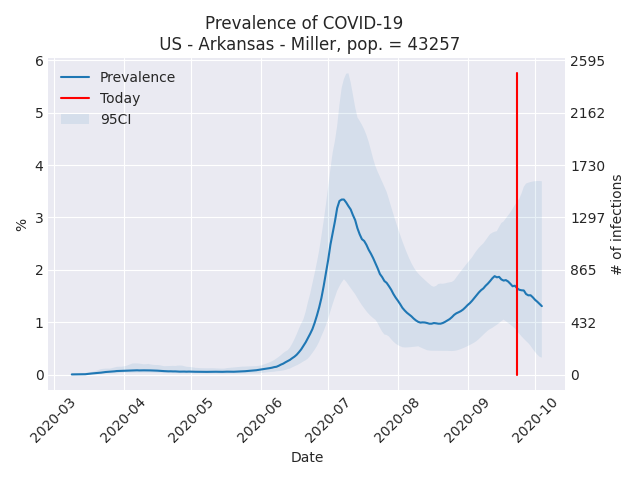 Prevalence of COVID-19
US - Arkansas - Miller, pop. = 43257
6 2595
Prevalence
Today
95CI
5 2162
4 1730
3 1297
2 865
1 432
0 0
%
# of infections
2020-03 2020-04 2020-05 2020-06 2020-07 2020-08 2020-09 2020-10
Date